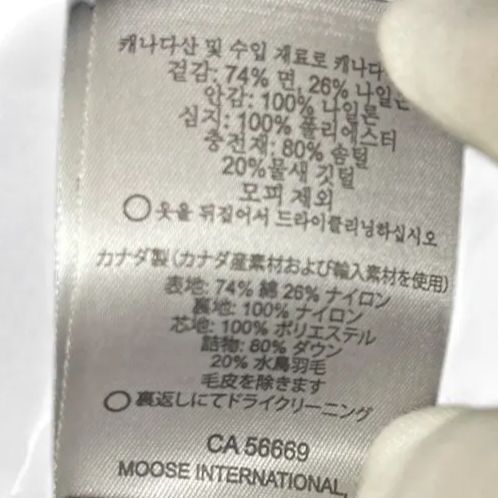 캐나다산 및 수입 재료로 캐나다
겉감: 74% 면, 26% 나일론
안감: 100% 나일론
심지: 100% 폴리에스터
충전재: 80% 솜털
20%물새 깃털
모피 제외
옷을 뒤집어서 드라이클리닝하십시오
カナダ製（カナダ産素材および輸入素材を使用）
表地: 74% 綿 26% ナイロン
裏地: 100% ナイロン
芯地: 100% ポリエステル
詰物: 80% ダウン
20% 水鳥羽毛
毛皮を除きます
裏返しにてドライクリーニング
CA 56669
MOOSE INTERNATIONAL